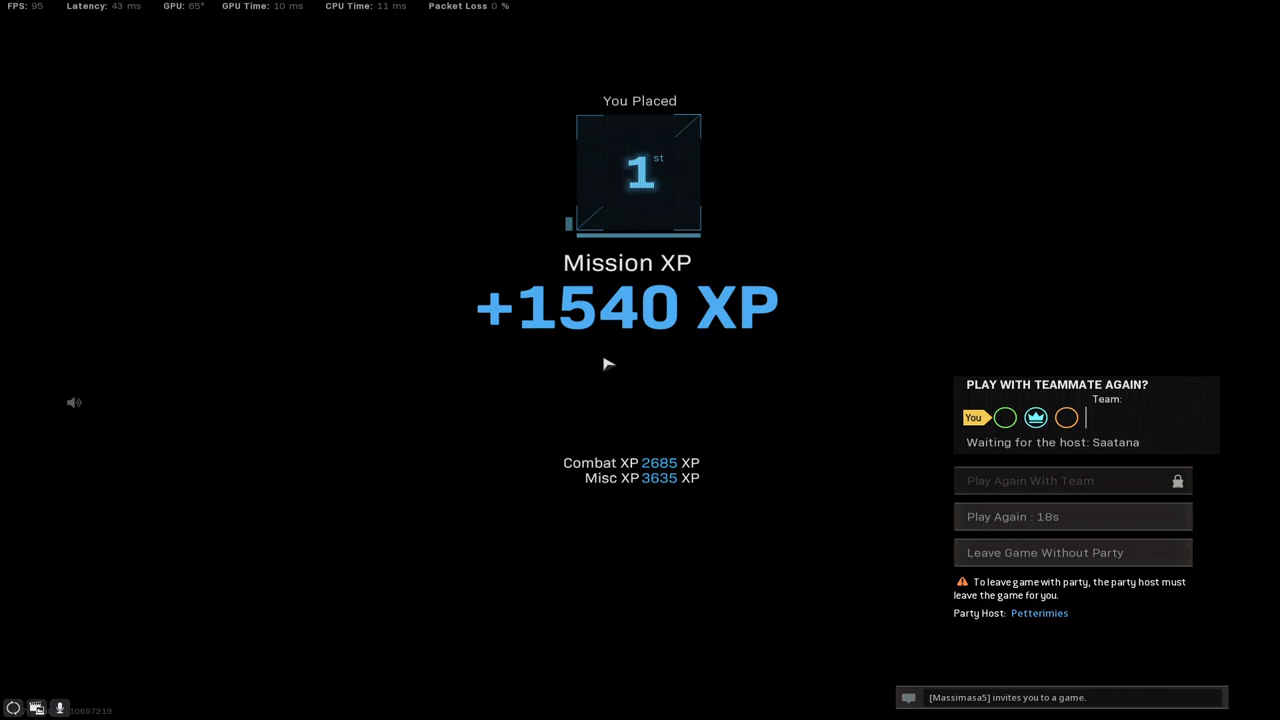 FPS: 95 Latency: 43 ms GPU: 65° GPU Time: 10 ms CPU Time: 11 ms Packet Loss 0 %
You Placed
1st
Mission XP
+1540 XP
Combat XP 2685 XP
Misc XP 3635 XP
PLAY WITH TEAMMATE AGAIN?
Team:
You
Waiting for the host: Saatana
Play Again With Team
Play Again : 18s
Leave Game Without Party
To leave game with party, the party host must
leave the game for you.
Party Host: Petterimies
[Massimasa5] invites you to a game.
10697219